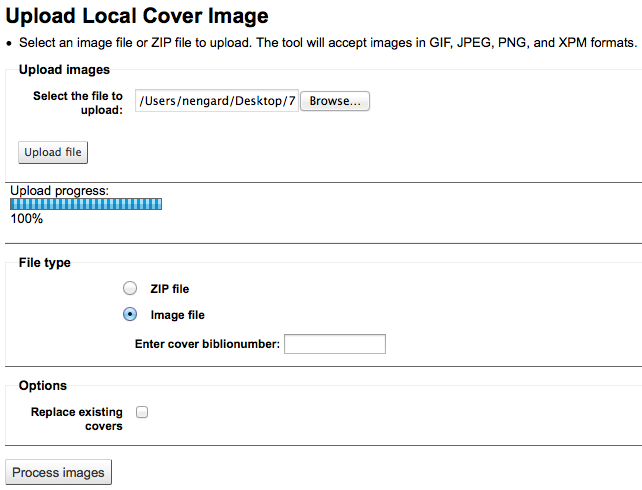 Upload Local Cover Image
• Select an image file or ZIP file to upload. The tool will accept images in GIF, JPEG, PNG, and XPM formats.
Upload images
Select the file to
upload:
/Users/nengard/Desktop/7
Browse...
Upload file
Upload progress:
100%
File type
ZIP file
Image file
Enter cover biblionumber:
Options
Replace existing
covers
Process images